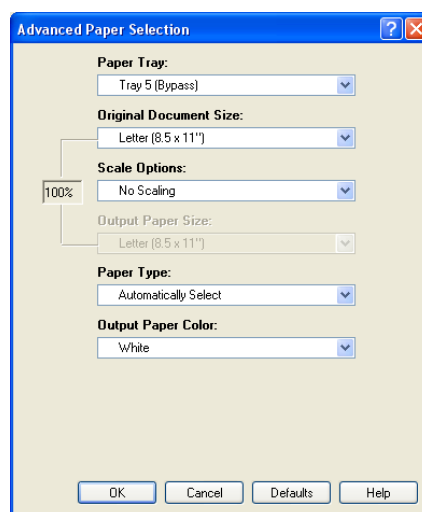 Advanced Paper Selection
Paper Tray:
Tray 5 (Bypass)
Original Document Size:
Letter (8.5 x 11")
Scale Options:
100%
No Scaling
Output Paper Size:
Letter (8.5 x 11")
Paper Type:
Automatically Select
Output Paper Color:
White
OK Cancel Defaults Help